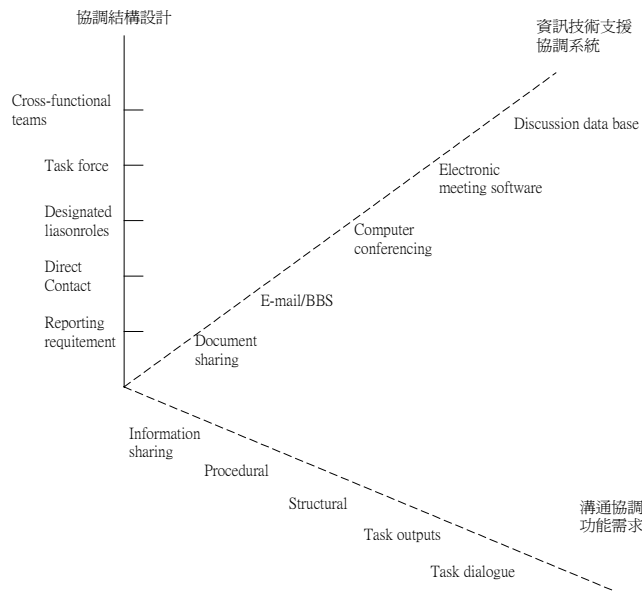 協調結構設計
資訊技術支援
協調系統
Cross-functional
teams
Discussion data base
Task force
Electronic
meeting software
Designated
liasonroles
Computer
conferencing
Direct
Contact
E-mail/BBS
Reporting
requitement
Document
sharing
Information
sharing
Procedural
Structural
溝通協調
功能需求
Task outputs
Task dialogue